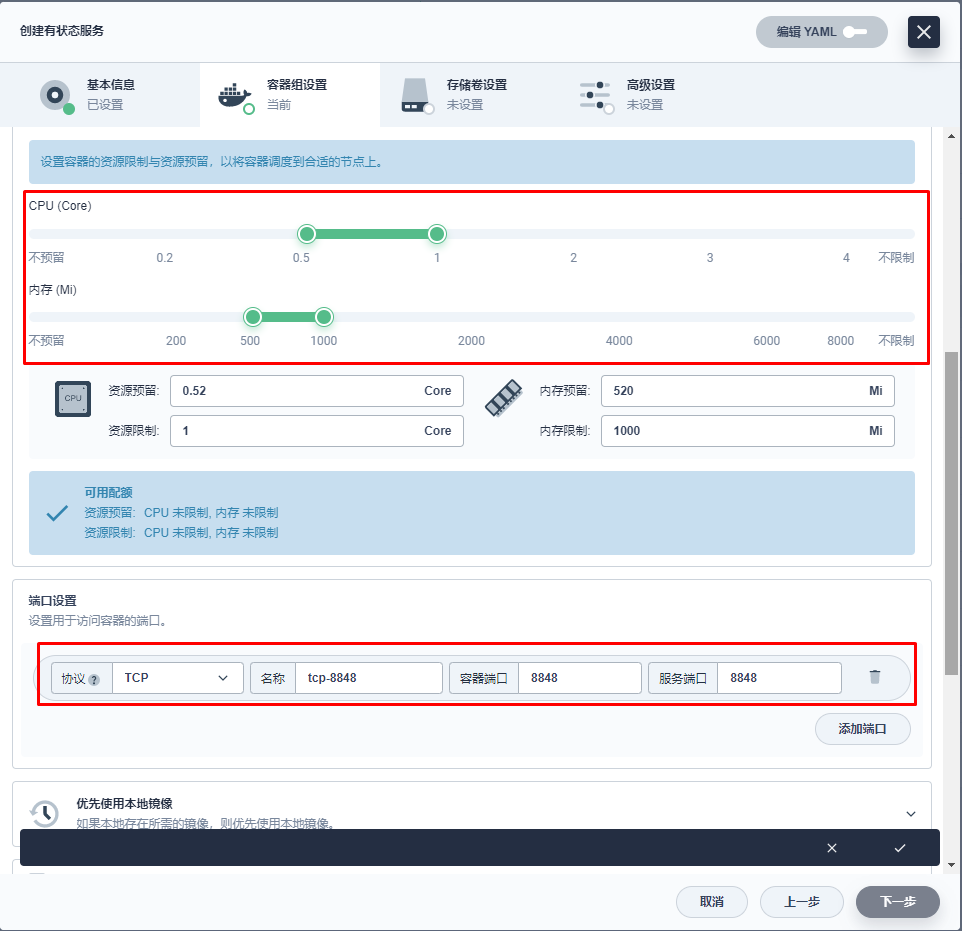 创建有状态服务
编辑 YAML
基本信息
已设置
容器组设置
当前
存储卷设置
未设置
高级设置
未设置
设置容器的资源限制与资源预留，以将容器调度到合适的节点上。
CPU (Core)
不预留 0.2 0.5 1 2 3 4 不限制
内存 (Mi)
不预留 200 500 1000 2000 4000 6000 8000 不限制
CPU
资源预留: 0.52 Core
内存预留: 520 Mi
资源限制: 1 Core
内存限制: 1000 Mi
可用配额
资源预留: CPU 未限制, 内存 未限制
资源限制: CPU 未限制, 内存 未限制
端口设置
设置用于访问容器的端口。
协议 ? TCP 名称 tcp-8848 容器端口 8848 服务端口 8848
添加端口
优先使用本地镜像
如果本地存在所需的镜像，则优先使用本地镜像。
取消 上一步 下一步